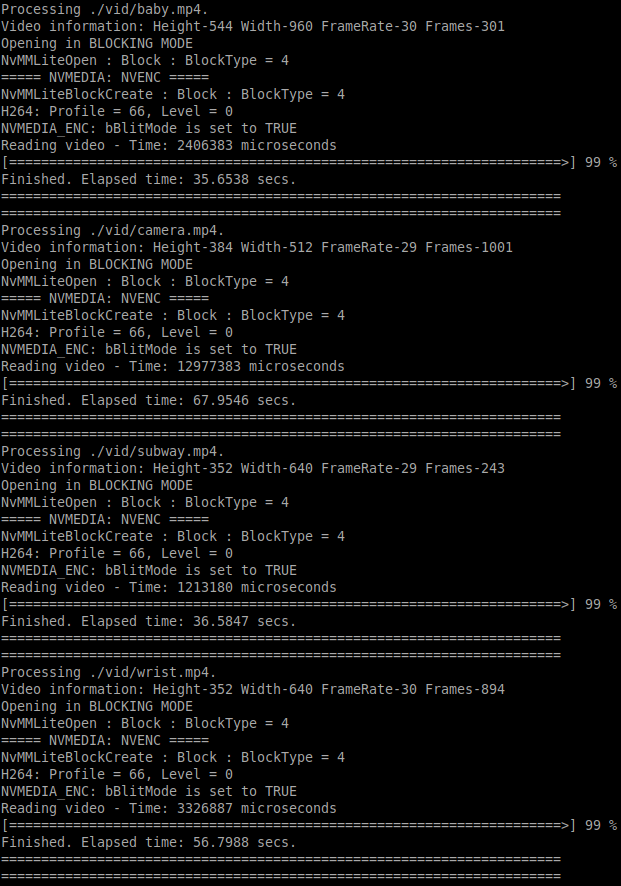 Processing ./vid/baby.mp4.
Video information: Height-544 Width-960 FrameRate-30 Frames-301
Opening in BLOCKING MODE
NvMMLiteOpen : Block : BlockType = 4
===== NVMEDIA: NVENC =====
NvMMLiteBlockCreate : Block : BlockType = 4
H264: Profile = 66, Level = 0
NVMEDIA_ENC: bBlitMode is set to TRUE
Reading video - Time: 2406383 microseconds
[=====================================================================>] 99 %
Finished. Elapsed time: 35.6538 secs.
======================================================================
======================================================================
Processing ./vid/camera.mp4.
Video information: Height-384 Width-512 FrameRate-29 Frames-1001
Opening in BLOCKING MODE
NvMMLiteOpen : Block : BlockType = 4
===== NVMEDIA: NVENC =====
NvMMLiteBlockCreate : Block : BlockType = 4
H264: Profile = 66, Level = 0
NVMEDIA_ENC: bBlitMode is set to TRUE
Reading video - Time: 12977383 microseconds
[=====================================================================>] 99 %
Finished. Elapsed time: 67.9546 secs.
======================================================================
======================================================================
Processing ./vid/subway.mp4.
Video information: Height-352 Width-640 FrameRate-29 Frames-243
Opening in BLOCKING MODE
NvMMLiteOpen : Block : BlockType = 4
===== NVMEDIA: NVENC =====
NvMMLiteBlockCreate : Block : BlockType = 4
H264: Profile = 66, Level = 0
NVMEDIA_ENC: bBlitMode is set to TRUE
Reading video - Time: 1213180 microseconds
[=====================================================================>] 99 %
Finished. Elapsed time: 36.5847 secs.
======================================================================
======================================================================
Processing ./vid/wrist.mp4.
Video information: Height-352 Width-640 FrameRate-30 Frames-894
Opening in BLOCKING MODE
NvMMLiteOpen : Block : BlockType = 4
===== NVMEDIA: NVENC =====
NvMMLiteBlockCreate : Block : BlockType = 4
H264: Profile = 66, Level = 0
NVMEDIA_ENC: bBlitMode is set to TRUE
Reading video - Time: 3326887 microseconds
[=====================================================================>] 99 %
Finished. Elapsed time: 56.7988 secs.
======================================================================
======================================================================